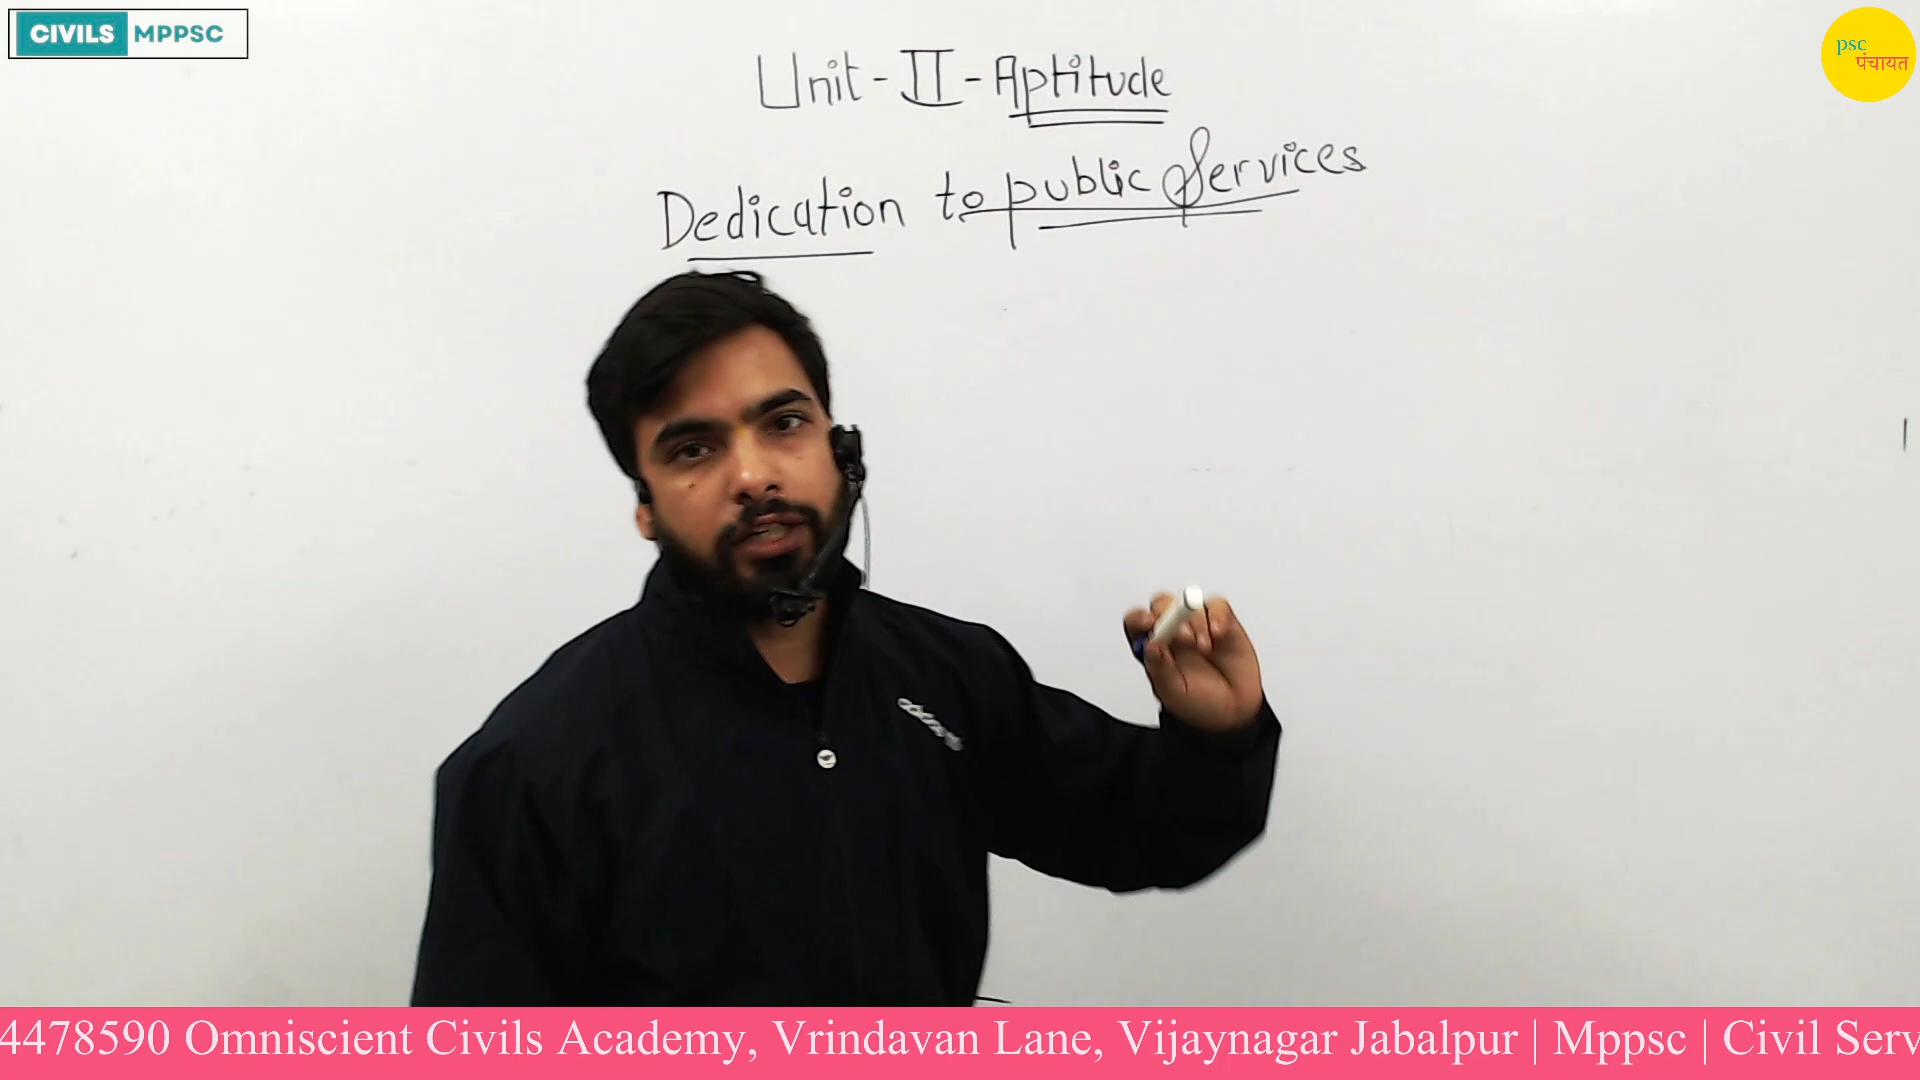 CIVILS MPPSC
psc
पंचायत
Unit - II - Aptitude
Dedication to public Services
4478590 Omniscient Civils Academy, Vrindavan Lane, Vijaynagar Jabalpur | Mppsc | Civil Serv